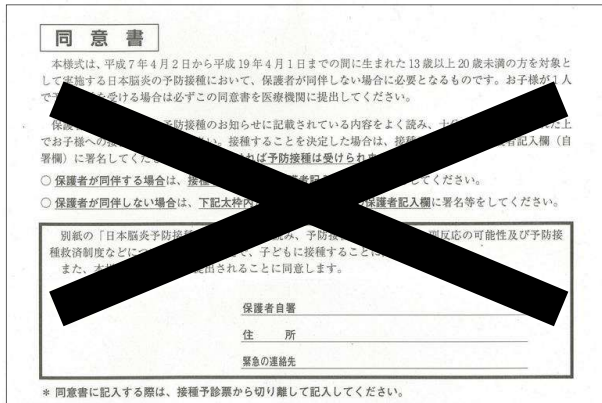 同意書
本様式は、平成7年4月2日から平成19年4月1日までの間に生まれた13歳以上20歳未満の方を対象と
して実施する日本脳炎の予防接種において、保護者が同伴しない場合に必要となるものです。お子様が1人
で予 を受ける場合は必ずこの同意書を医療機関に提出してください。
保護者 予防接種のお知らせに記載されている内容をよく読み、 上
でお子様への接 さい。接種することを決定した場合は、接種 者記入欄(自
署欄)に署名してくだ れば予防接種は受けられま
○ 保護者が同伴する場合は、接種 者記 してください。
○ 保護者が同伴しない場合は、下記太枠内 保護者記入欄に署名等をしてください。
別紙の「日本脳炎予防接種 読み、予防接 副反応の可能性及び予防接
種救済制度などにつ て、子どもに接種することに
また、本 提出されることに同意します。
保護者自署
住 所
緊急の連絡先
* 同意書に記入する際は、接種予診票から切り離して記入してください。